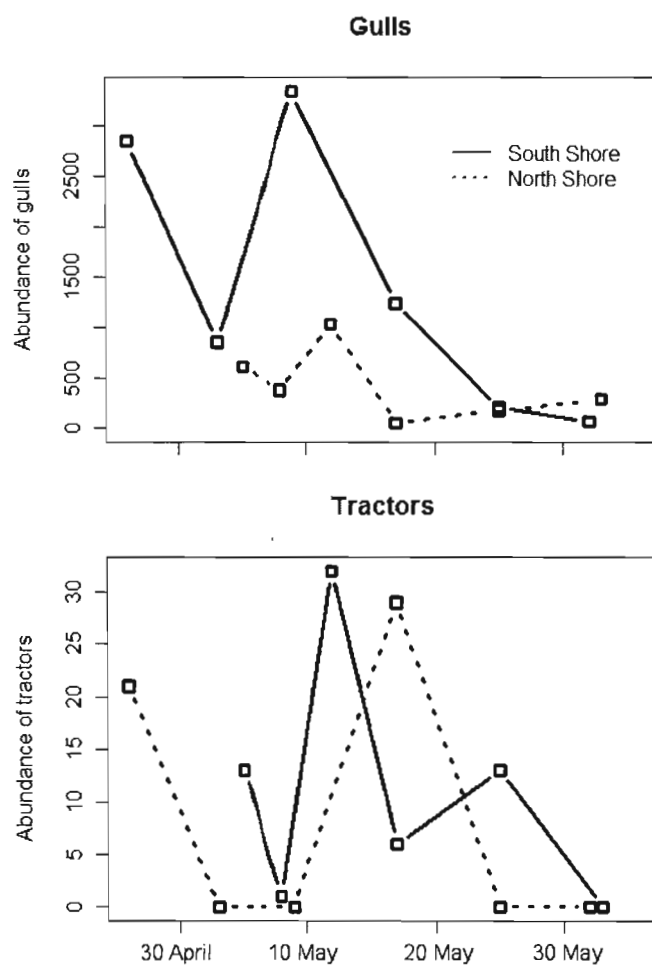 Gulls
Abundance of gulls
2500
1500
500
0
South Shore
North Shore
Tractors
Abundance of tractors
30
25
20
15
10
5
0
30 April
10 May
20 May
30 May